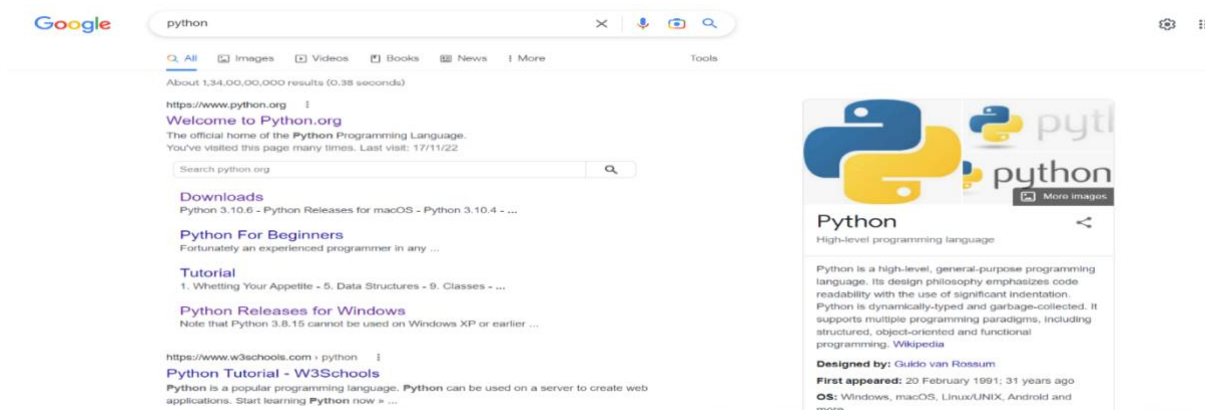 Google
python
All Images Videos Books News More Tools
About 1,34,00,00,000 results (0.38 seconds)
https://www.python.org
Welcome to Python.org
The official home of the Python Programming Language.
You've visited this page many times. Last visit: 17/11/22
Search python.org
Downloads
Python 3.10.6 - Python Releases for macOS - Python 3.10.4 - ...
Python For Beginners
Fortunately an experienced programmer in any ...
Tutorial
1. Whetting Your Appetite - 5. Data Structures - 9. Classes - ...
Python Releases for Windows
Note that Python 3.8.15 cannot be used on Windows XP or earlier ...
https://www.w3schools.com › python
Python Tutorial - W3Schools
Python is a popular programming language. Python can be used on a server to create web
applications. Start learning Python now » ...
pytl
python
More images
Python
High-level programming language
Python is a high-level, general-purpose programming
language. Its design philosophy emphasizes code
readability with the use of significant indentation.
Python is dynamically-typed and garbage-collected. It
supports multiple programming paradigms, including
structured, object-oriented and functional
programming. Wikipedia
Designed by: Guido van Rossum
First appeared: 20 February 1991; 31 years ago
OS: Windows, macOS, Linux/UNIX, Android and
more